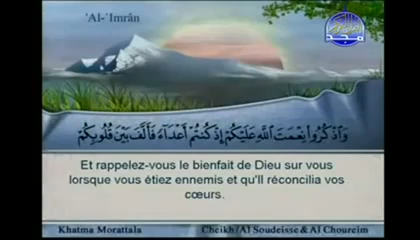 'Al-'Imrân
وَاذْكُرُوا نِعْمَتَ اللَّهِ عَلَيْكُمْ إِذْ كُنتُمْ أَعْدَاءً فَأَلَّفَ بَيْنَ قُلُوبِكُمْ
Et rappelez-vous le bienfait de Dieu sur vous
lorsque vous étiez ennemis et qu'Il réconcilia vos
cœurs.
Khatma Morattala
Cheikh/Al Soudeisse & Al Choureim